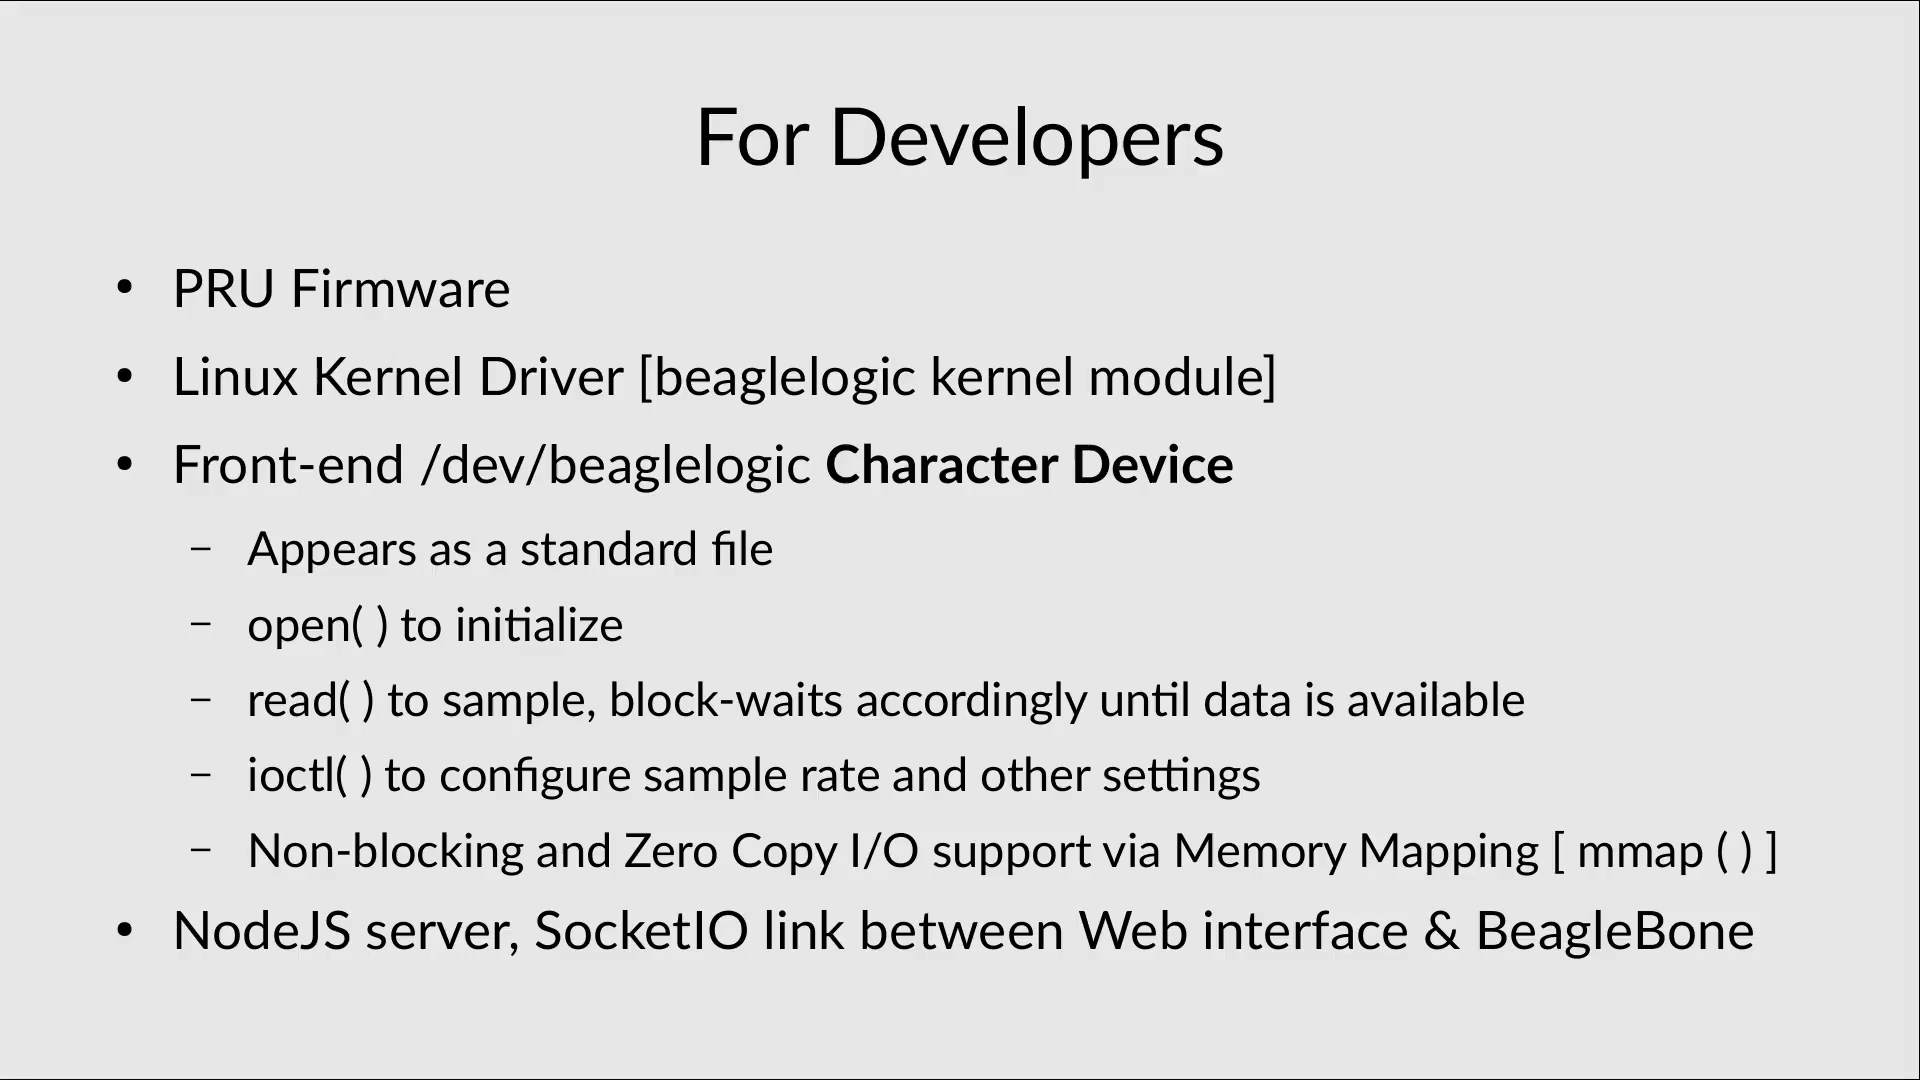 For Developers
• PRU Firmware
• Linux Kernel Driver [beaglelogic kernel module]
• Front-end /dev/beaglelogic Character Device
– Appears as a standard file
– open( ) to initialize
– read( ) to sample, block-waits accordingly until data is available
– ioctl( ) to configure sample rate and other settings
– Non-blocking and Zero Copy I/O support via Memory Mapping [ mmap ( ) ]
• NodeJS server, SocketIO link between Web interface & BeagleBone